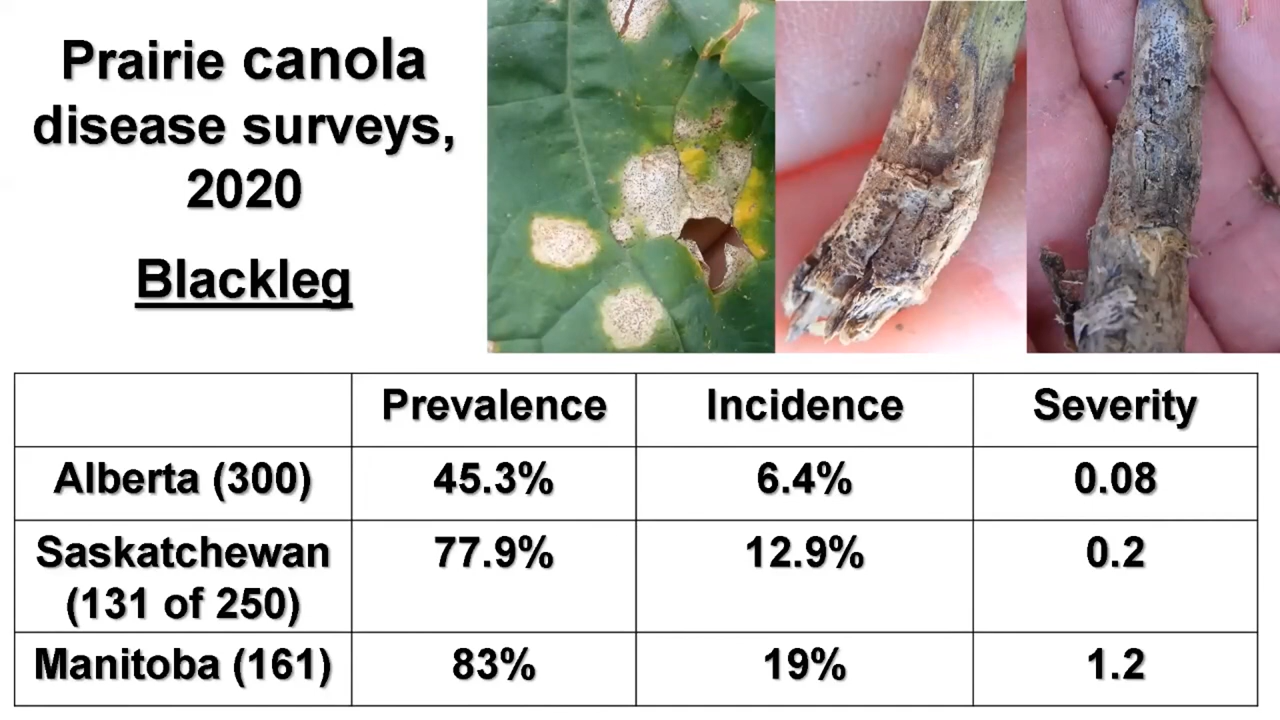 Prairie canola
disease surveys,
2020
Blackleg
Prevalence Incidence Severity
Alberta (300) 45.3% 6.4% 0.08
Saskatchewan 77.9% 12.9% 0.2
(131 of 250)
Manitoba (161) 83% 19% 1.2